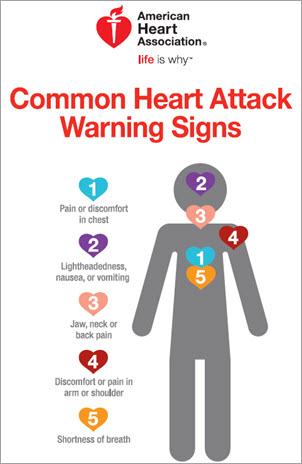 American
Heart
Association®
life is why™
Common Heart Attack
Warning Signs
1
Pain or discomfort
in chest
2
Lightheadedness,
nausea, or vomiting
3
Jaw, neck or
back pain
4
Discomfort or pain in
arm or shoulder
5
Shortness of breath
2
3
4
1
5